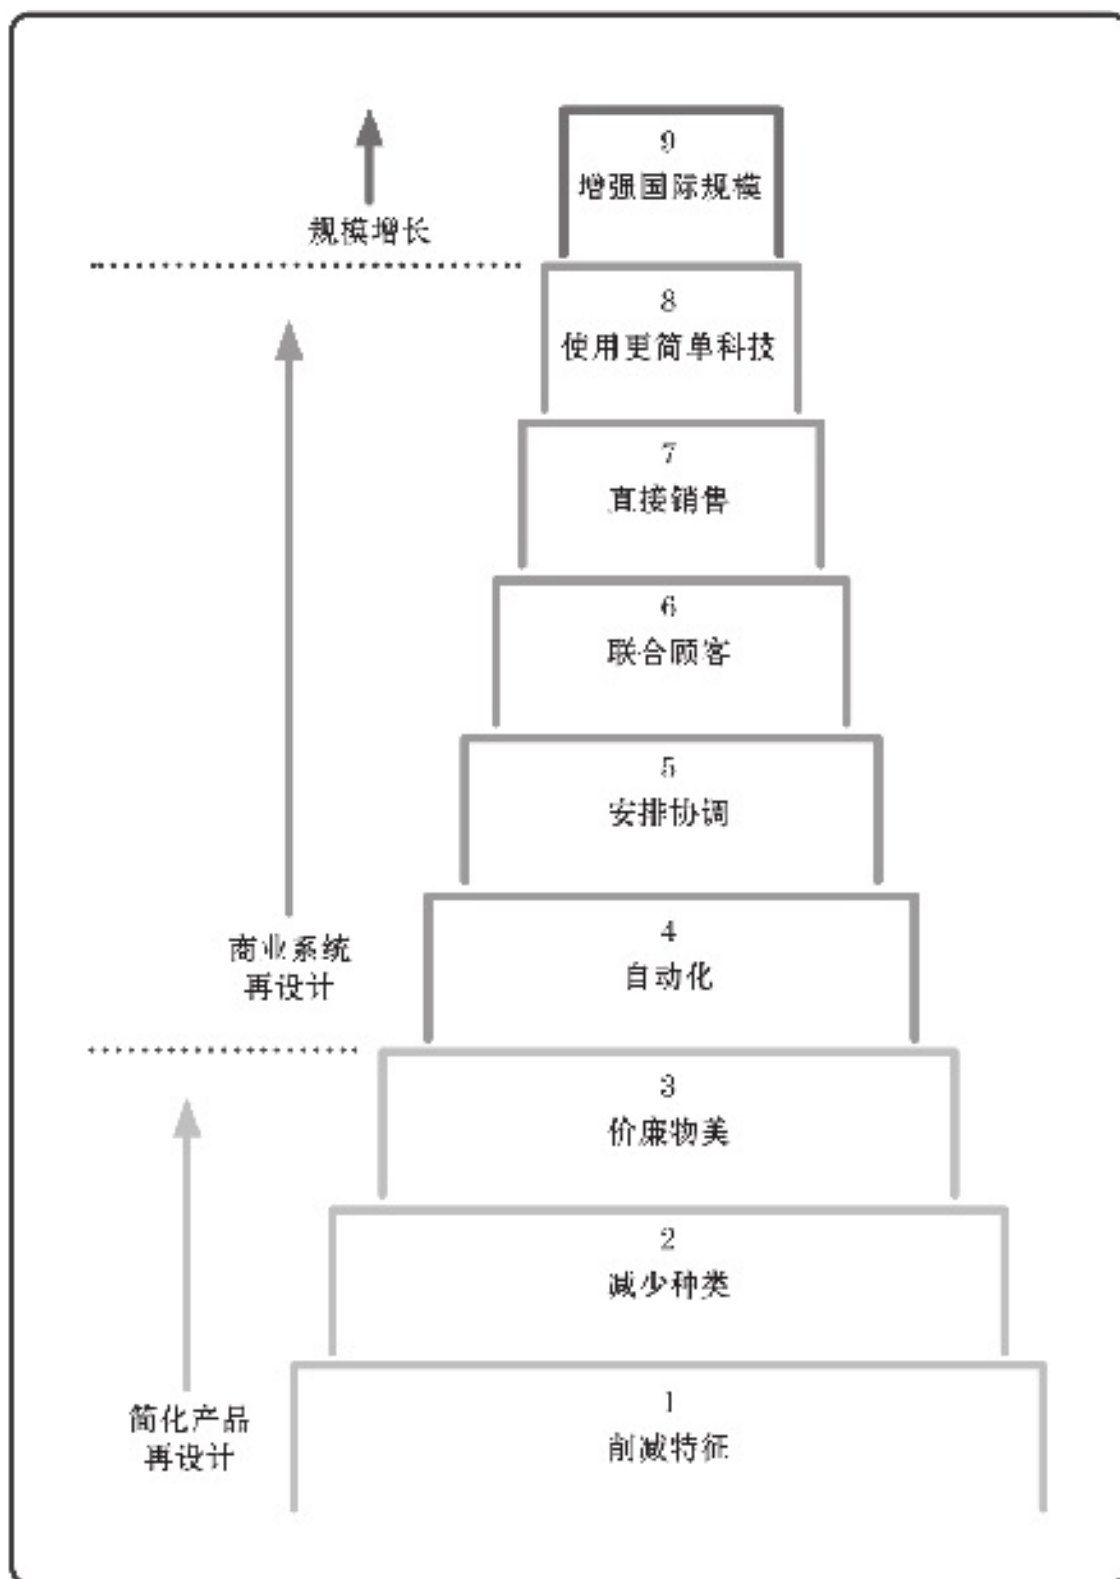 9
增强国际规模
规模增长
8
使用更简单科技
7
直接销售
6
联合顾客
5
安排协调
4
自动化
商业系统
再设计
3
价廉物美
2
减少种类
1
削减特征
简化产品
再设计